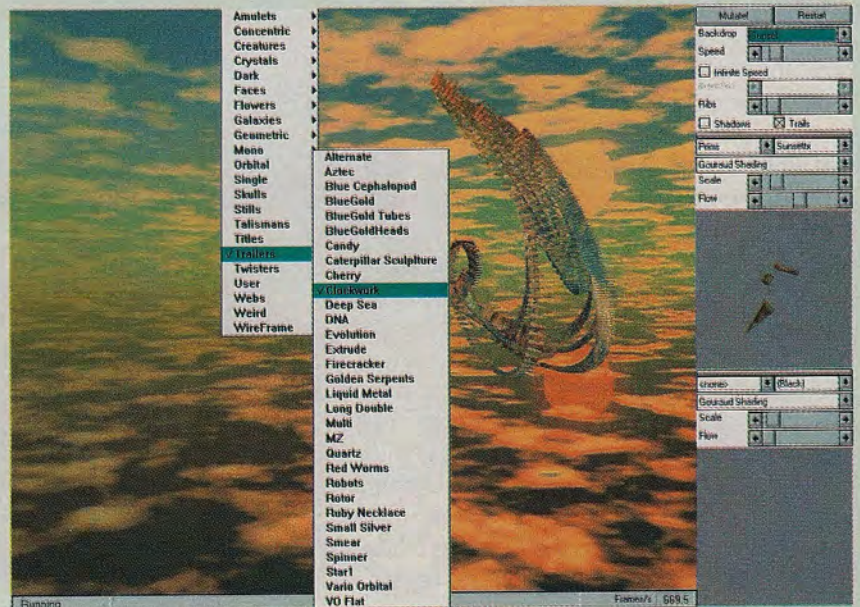 Amulets
Concentric
Creatures
Crystals
Dark
Faces
Flowers
Galaxies
Geometric
Mono
Orbital
Single
Skulls
Stills
Talismans
Titles
✓Trailers
Twisters
User
Webs
Weird
WireFrame
Alternate
Aztec
Blue Cephalopod
BlueGold
BlueGold Tubes
BlueGoldHeads
Candy
Caterpillar Sculplture
Cherry
✓Clockwork
Deep Sea
DNA
Evolution
Extrude
Firecracker
Golden Serpents
Liquid Metal
Long Double
Multi
MZ
Quartz
Red Worms
Robots
Rotor
Ruby Necklace
Small Silver
Smear
Spinner
Star1
Vario Orbital
VO Flat
Mutate! Restart
Backdrop
Speed
Infinite Speed
Ribs
Shadows Trails
Prims Sunsettx
Gouraud Shading
Scale
Flow
<none> (Black)
Gouraud Shading
Scale
Flow
Running
Frames/s 669.5